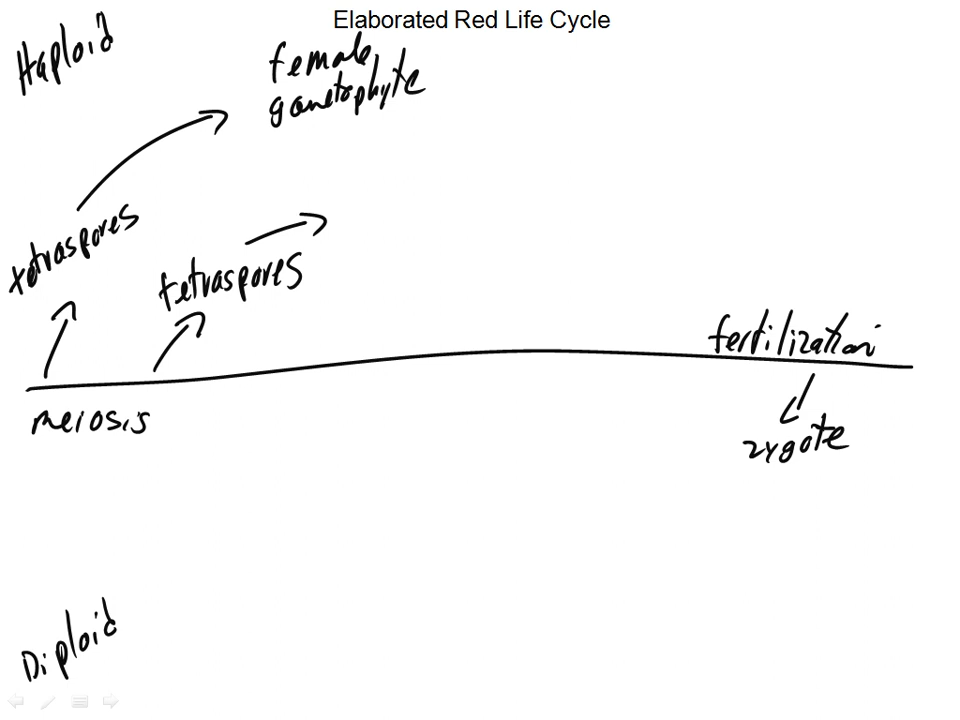 Elaborated Red Life Cycle
Haploid
female
gametophyte
tetraspores
tetraspores
fertilization
meiosis
zygote
Diploid